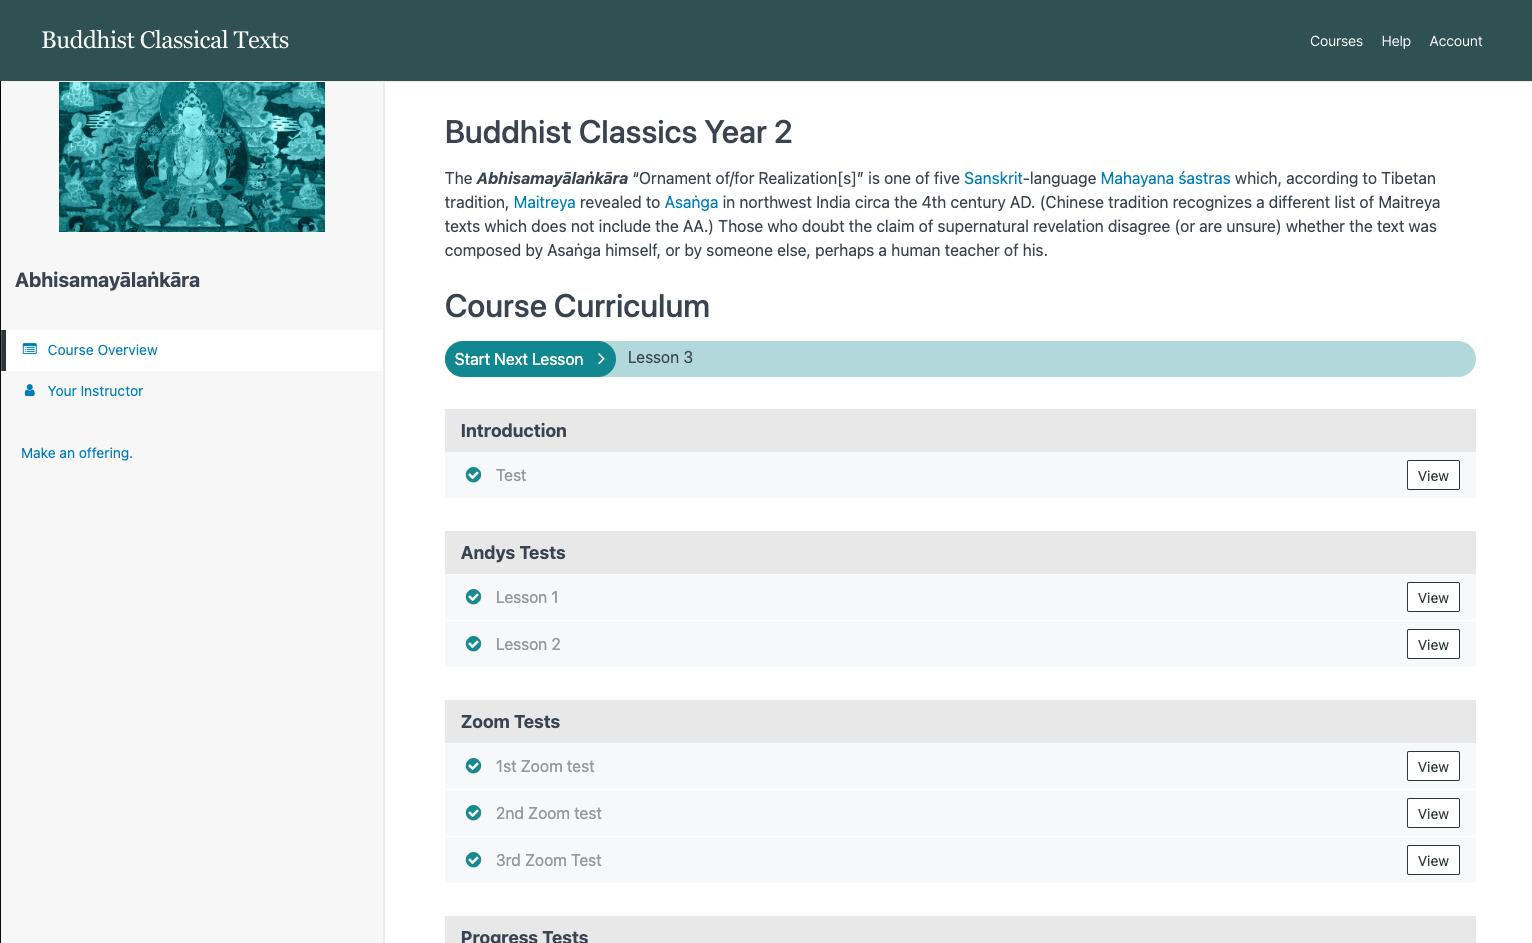 Buddhist Classical Texts
Courses Help Account
Abhisamayālaṅkāra
Course Overview
Your Instructor
Make an offering.
Buddhist Classics Year 2
The Abhisamayālaṅkāra “Ornament of/for Realization[s]” is one of five Sanskrit-language Mahayana śastras which, according to Tibetan
tradition, Maitreya revealed to Asaṅga in northwest India circa the 4th century AD. (Chinese tradition recognizes a different list of Maitreya
texts which does not include the AA.) Those who doubt the claim of supernatural revelation disagree (or are unsure) whether the text was
composed by Asaṅga himself, or by someone else, perhaps a human teacher of his.
Course Curriculum
Start Next Lesson Lesson 3
Introduction
Test View
Andys Tests
Lesson 1 View
Lesson 2 View
Zoom Tests
1st Zoom test View
2nd Zoom test View
3rd Zoom Test View
Progress Tests